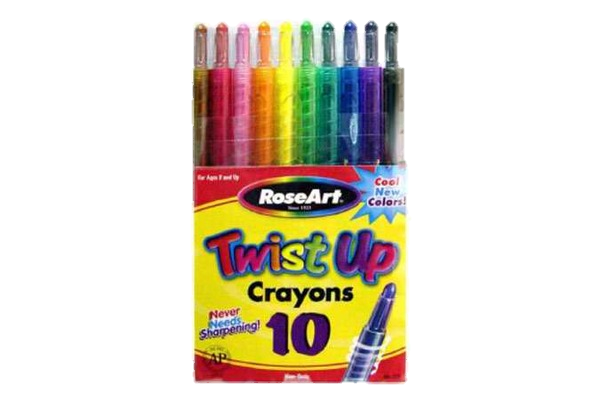 For Ages 3 and Up
RoseArt
Since 1923
Cool
New
Colors!
Twist Up
Crayons
Never
Needs
Sharpening!
10
AP
Non-Toxic